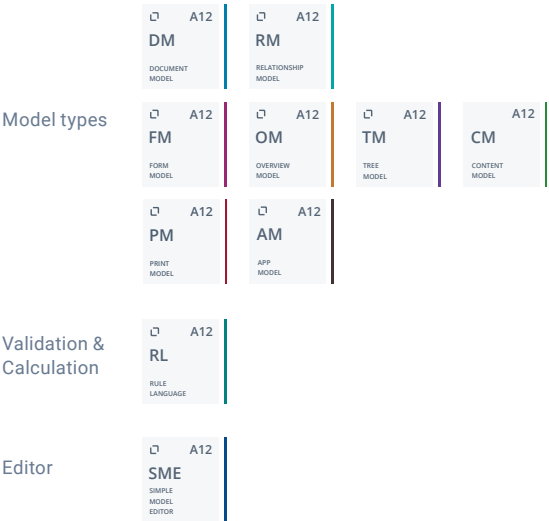 A12
DM
DOCUMENT
MODEL
A12
RM
RELATIONSHIP
MODEL
Model types
A12
FM
FORM
MODEL
A12
OM
OVERVIEW
MODEL
A12
TM
TREE
MODEL
A12
CM
CONTENT
MODEL
A12
PM
PRINT
MODEL
A12
AM
APP
MODEL
Validation &
Calculation
A12
RL
RULE
LANGUAGE
Editor
A12
SME
SIMPLE
MODEL
EDITOR